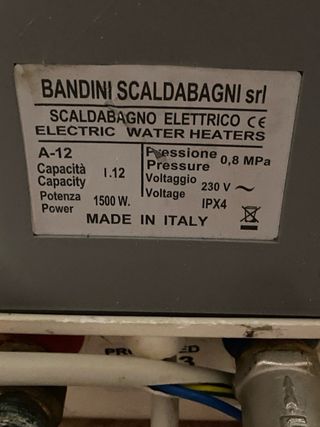 BANDINI SCALDABAGNI srl
SCALDABAGNO ELETTRICO CE
ELECTRIC WATER HEATERS
A-12
Capacità
Capacity
l.12
Potenza
Power
1500 W.
Pressione
Pressure
0,8 MPa
Voltaggio
Voltage
230 V ~
IPX4
MADE IN ITALY